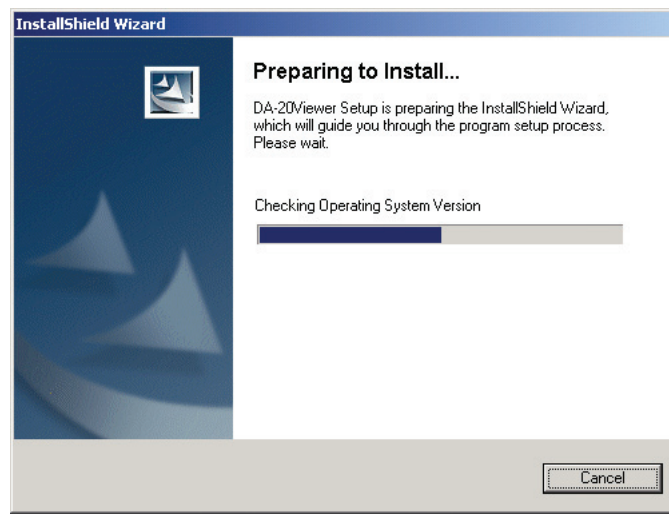 InstallShield Wizard
Preparing to Install...
DA-20Viewer Setup is preparing the InstallShield Wizard,
which will guide you through the program setup process.
Please wait.
Checking Operating System Version
Cancel